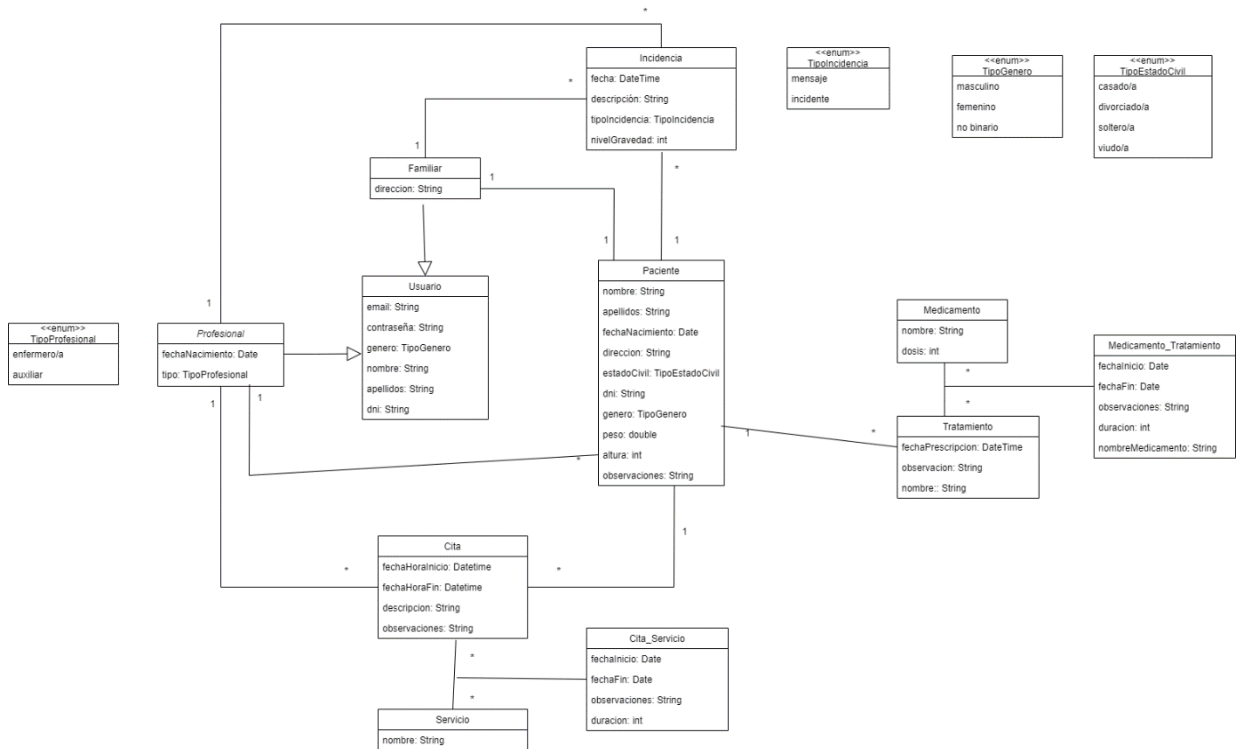 *
Incidencia
fecha: DateTime
descripción: String
tipoIncidencia: TipoIncidencia
nivelGravedad: int
*
<<enum>>
TipoIncidencia
mensaje
incidente
<<enum>>
TipoGenero
masculino
femenino
no binario
<<enum>>
TipoEstadoCivil
casado/a
divorciado/a
soltero/a
viudo/a
1
Familiar
direccion: String
1
*
1
1
Usuario
email: String
contraseña: String
genero: TipoGenero
nombre: String
apellidos: String
dni: String
Paciente
nombre: String
apellidos: String
fechaNacimiento: Date
direccion: String
estadoCivil: TipoEstadoCivil
dni: String
genero: TipoGenero
peso: double
altura: int
observaciones: String
<<enum>>
TipoProfesional
enfermero/a
auxiliar
1
Profesional
fechaNacimiento: Date
tipo: TipoProfesional
1
1
*
Medicamento
nombre: String
dosis: int
*
*
Medicamento_Tratamiento
fechaInicio: Date
fechaFin: Date
observaciones: String
duracion: int
nombreMedicamento: String
1
*
Tratamiento
fechaPrescripcion: DateTime
observacion: String
nombre:: String
1
Cita
fechaHoraInicio: Datetime
fechaHoraFin: Datetime
descripcion: String
observaciones: String
*
*
*
*
Cita_Servicio
fechaInicio: Date
fechaFin: Date
observaciones: String
duracion: int
Servicio
nombre: String